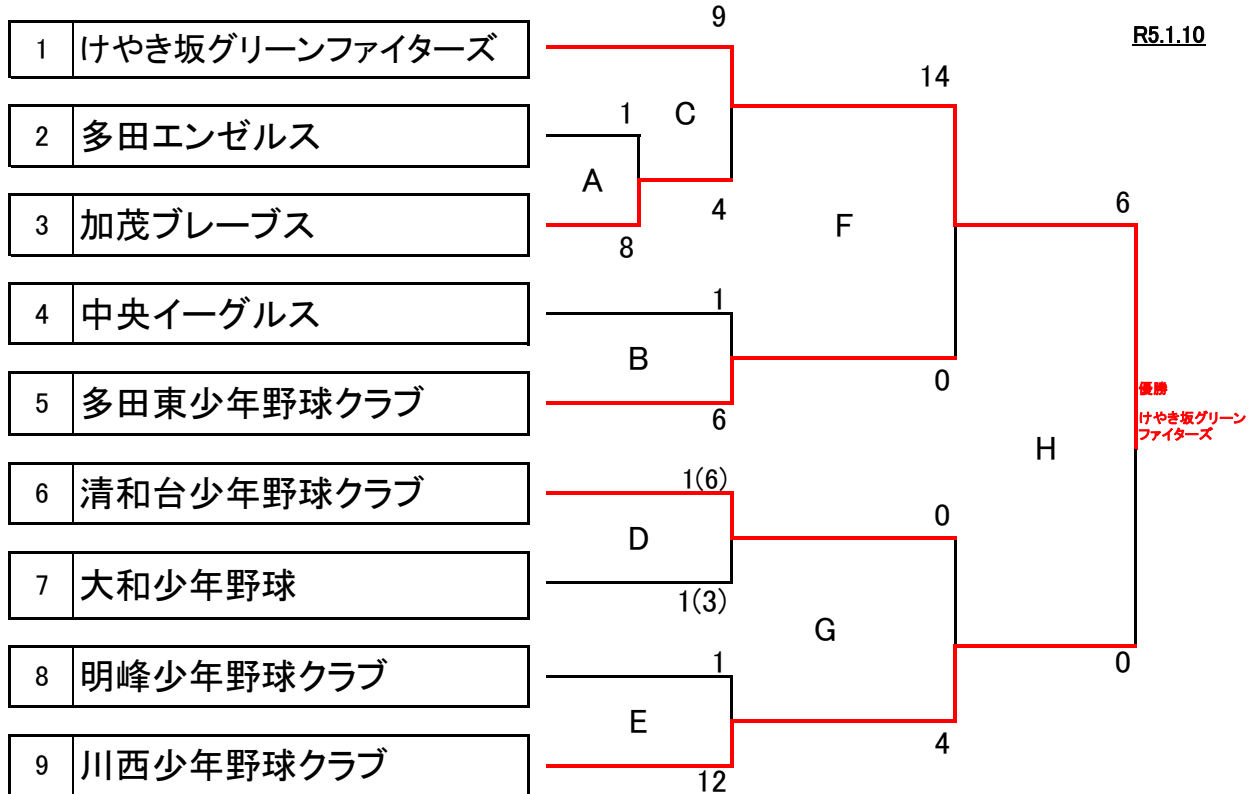 R5.1.10
1 けやき坂グリーンファイターズ
9
14
2 多田エンゼルス
1
C
A
3 加茂ブレーブス
8
4
F
6
4 中央イーグルス
1
B
5 多田東少年野球クラブ
6
0
優勝
けやき坂グリーン
ファイターズ
H
6 清和台少年野球クラブ
1(6)
D
0
7 大和少年野球
1(3)
G
8 明峰少年野球クラブ
1
0
E
9 川西少年野球クラブ
12
4